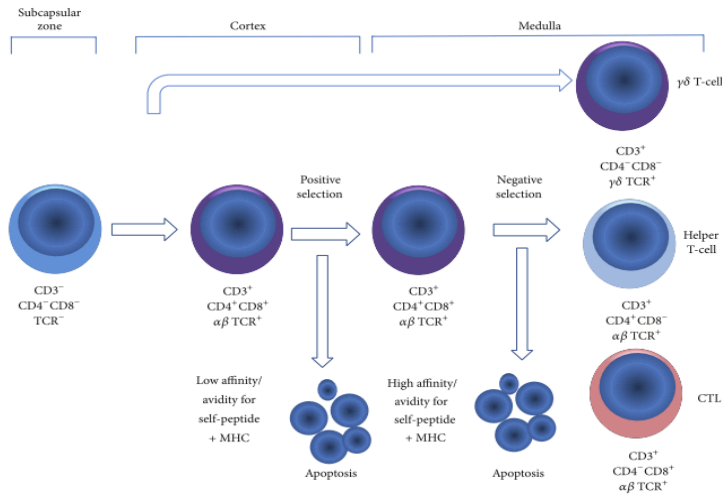 Subcapsular
zone
Cortex
Medulla
γδ T-cell
CD3⁺
CD4⁻CD8⁻
γδ TCR⁺
Positive
selection
Negative
selection
Helper
T-cell
CD3⁻
CD4⁻CD8⁻
TCR⁻
CD3⁺
CD4⁺CD8⁺
αβ TCR⁺
CD3⁺
CD4⁺CD8⁺
αβ TCR⁺
CD3⁺
CD4⁺CD8⁻
αβ TCR⁺
Low affinity/
avidity for
self-peptide
+ MHC
Apoptosis
High affinity/
avidity for
self-peptide
+ MHC
Apoptosis
CTL
CD3⁺
CD4⁻CD8⁺
αβ TCR⁺